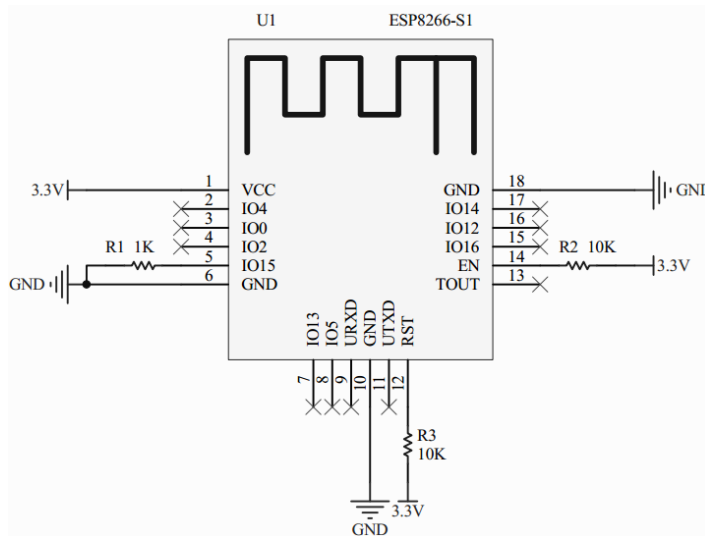 U1 ESP8266-S1
3.3V 1 VCC GND 18 GND
2 IO4 IO14 17
3 IO0 IO12 16
4 IO2 IO16 15
R1 1K 5 IO15 EN 14 R2 10K 3.3V
GND 6 GND TOUT 13
IO13 IO5 URXD GND UTXD RST
7 8 9 10 11 12
R3
10K
3.3V
GND